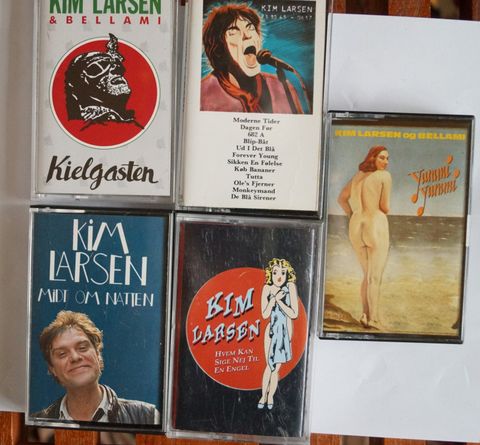 KIM LARSEN
& BELLAMI
Kielgasten
KIM LARSEN
Moderne Tider
Dagen Før
682 A
Blip-Båt
Ud I Det Blå
Forever Young
Sikken En Følelse
Køb Bananer
Tutta
Ole's Fjerner
Monkeymand
De Blå Sirener
KIM LARSEN og BELLAMI
Yummi
Yummi
KiM
LARSEN
MiDT OM NATTEN
KIM
LARSEN
HVEM KAN
SIGE NEJ TIL
EN ENGEL